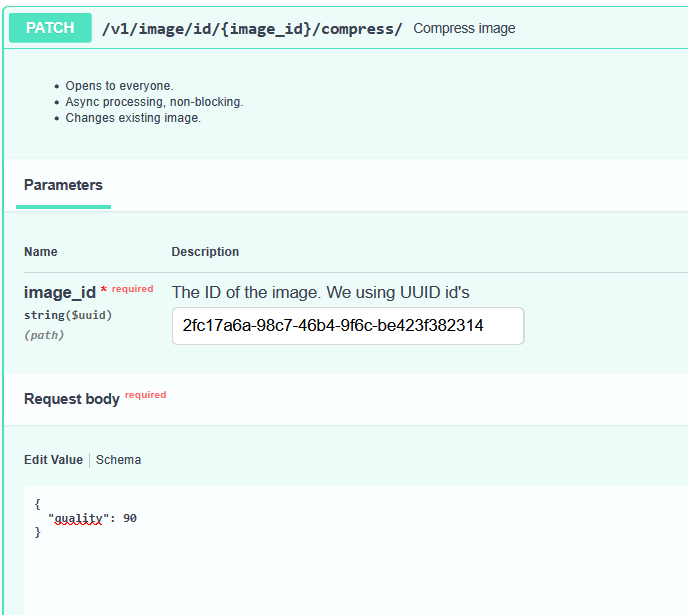 PATCH /v1/image/id/{image_id}/compress/ Compress image
• Opens to everyone.
• Async processing, non-blocking.
• Changes existing image.
Parameters
Name Description
image_id * required The ID of the image. We using UUID id's
string($uuid) 2fc17a6a-98c7-46b4-9f6c-be423f382314
(path)
Request body required
Edit Value | Schema
{
"quality": 90
}